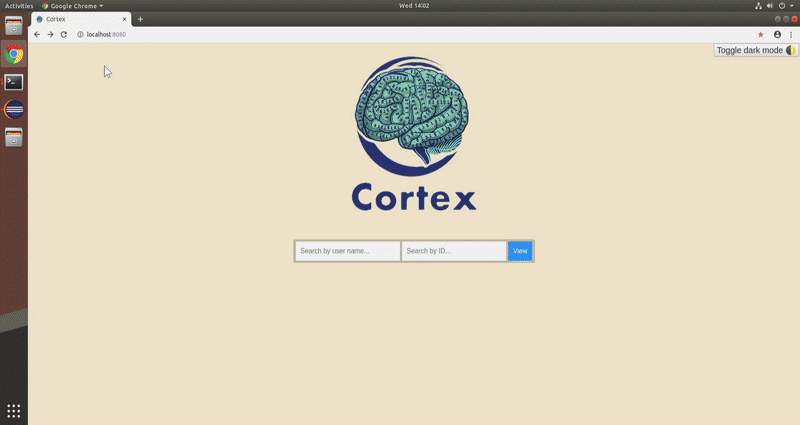 Activities Google Chrome Wed 14:02
Cortex
localhost:8080
Toggle dark mode
Cortex
Search by user name... Search by ID... View